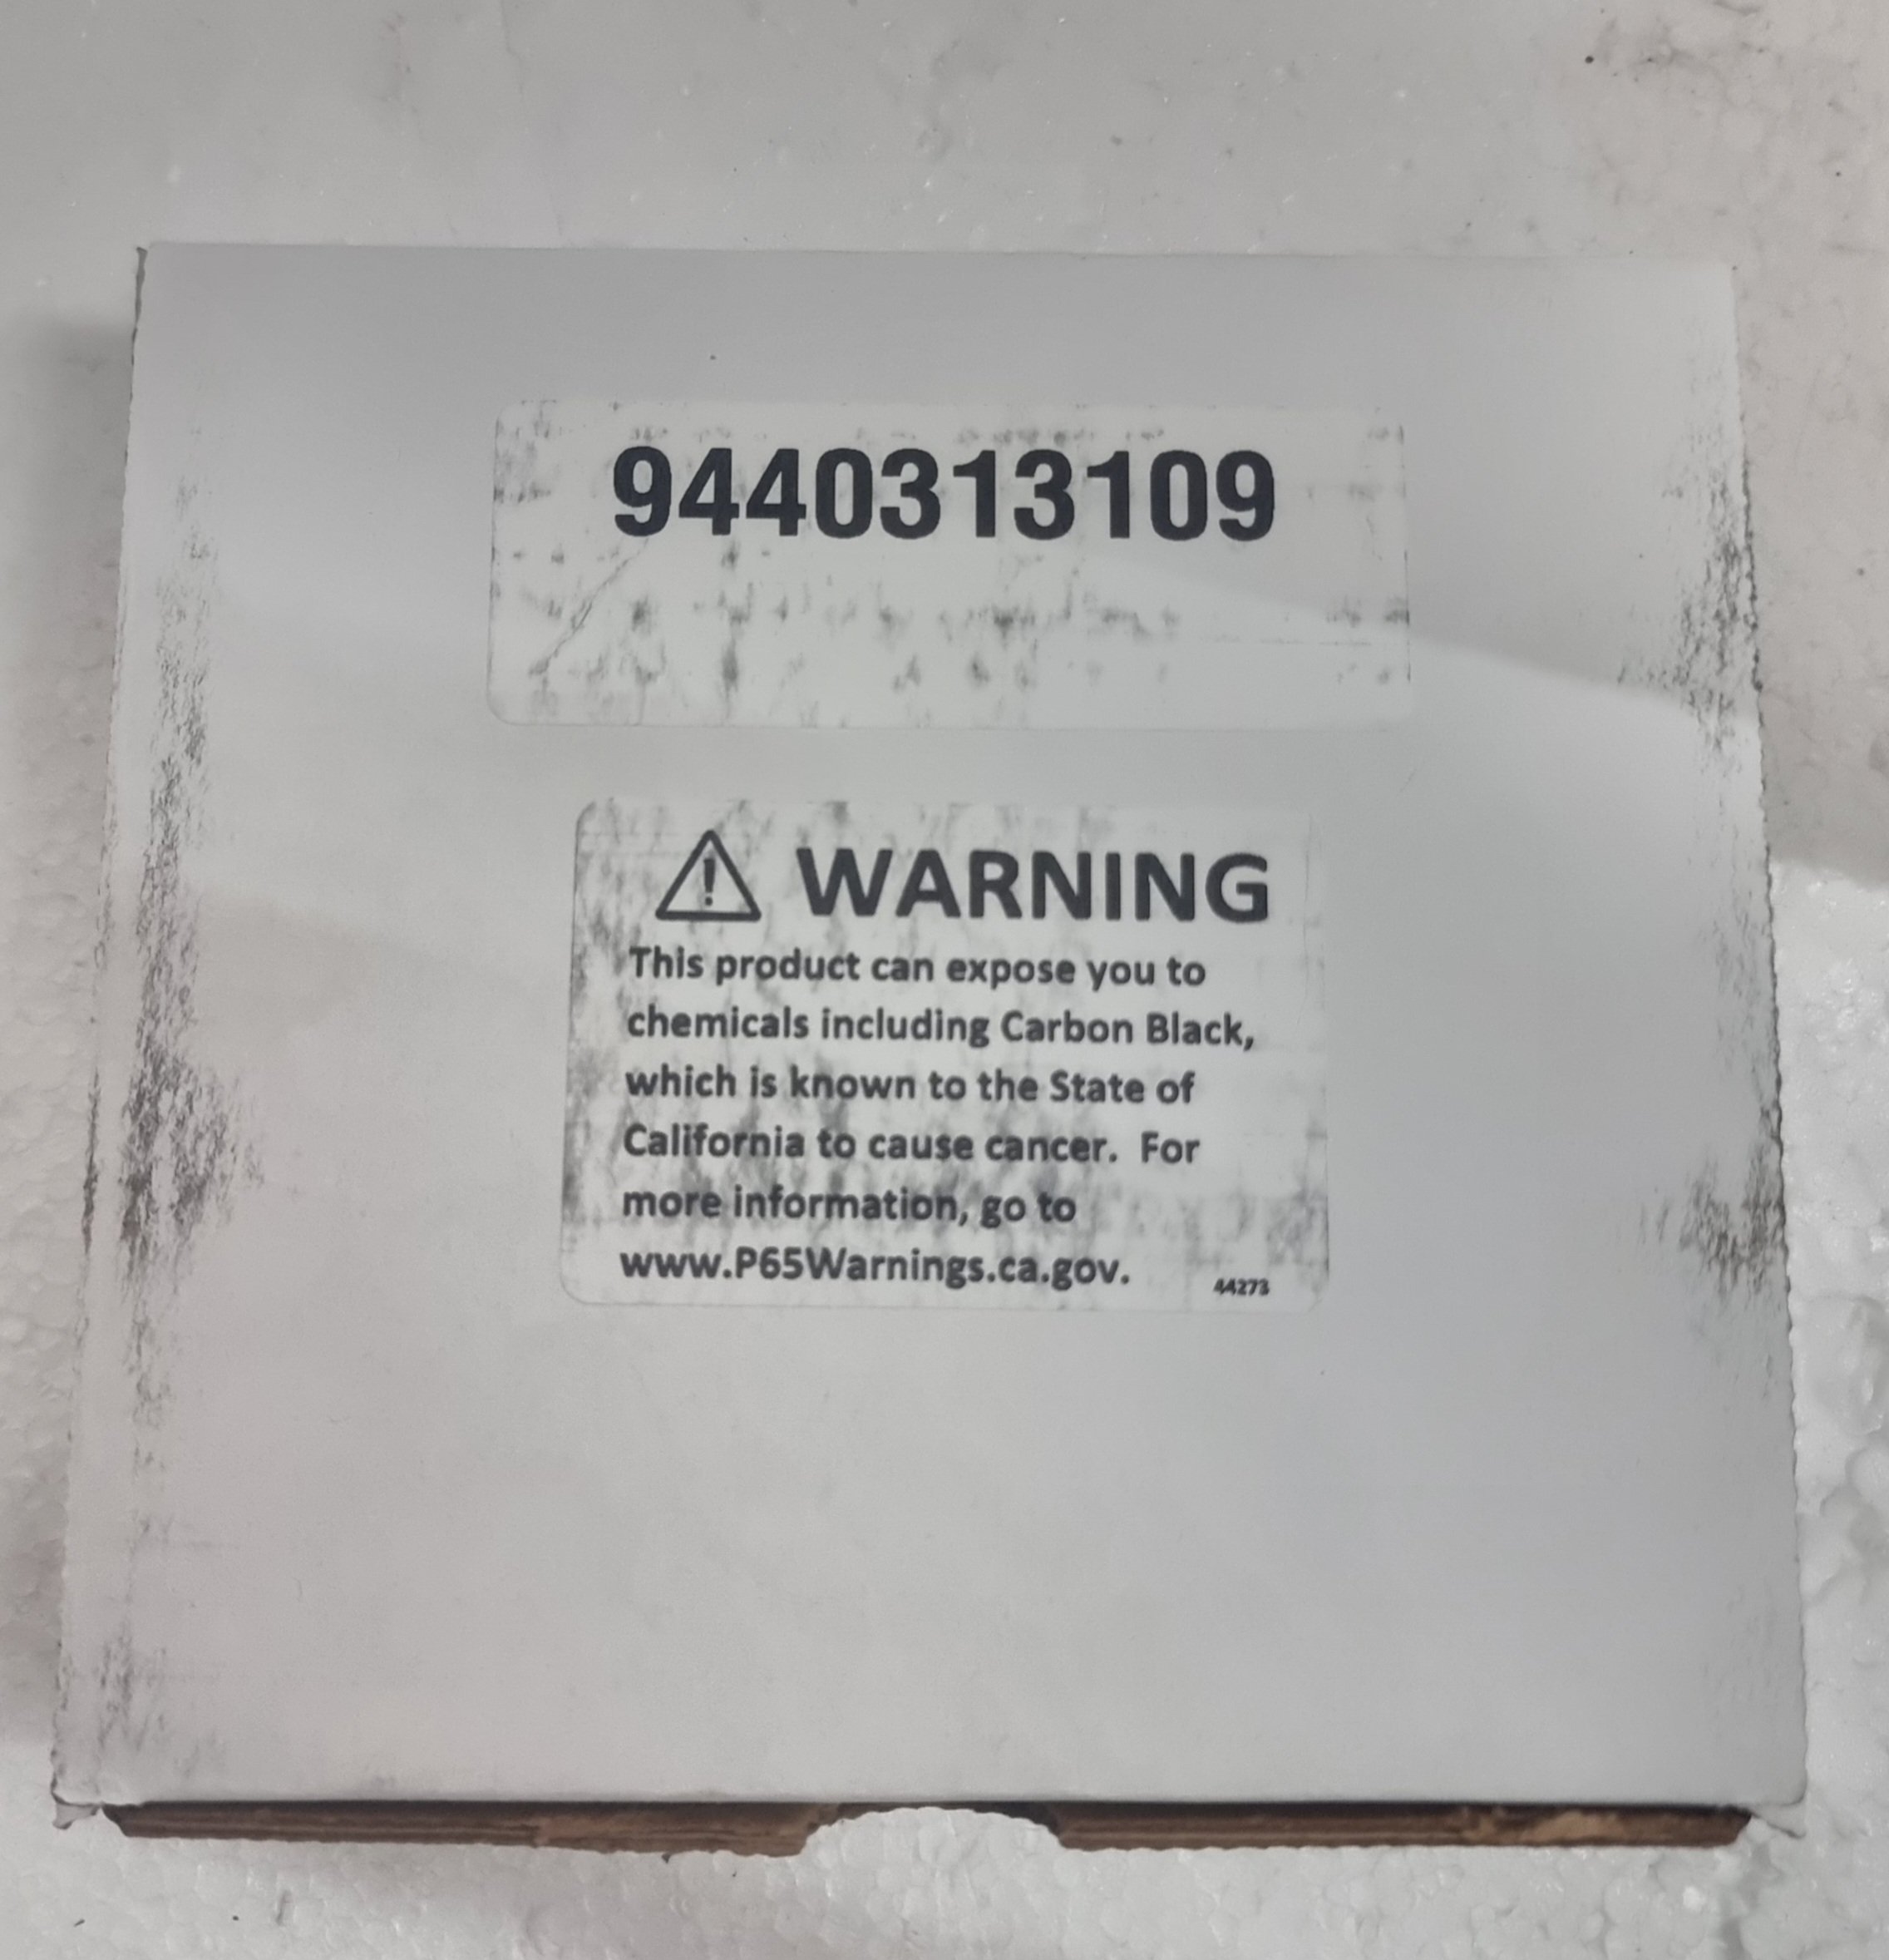 9440313109
WARNING
This product can expose you to
chemicals including Carbon Black,
which is known to the State of
California to cause cancer.  For
more information, go to
www.P65Warnings.ca.gov.
44273